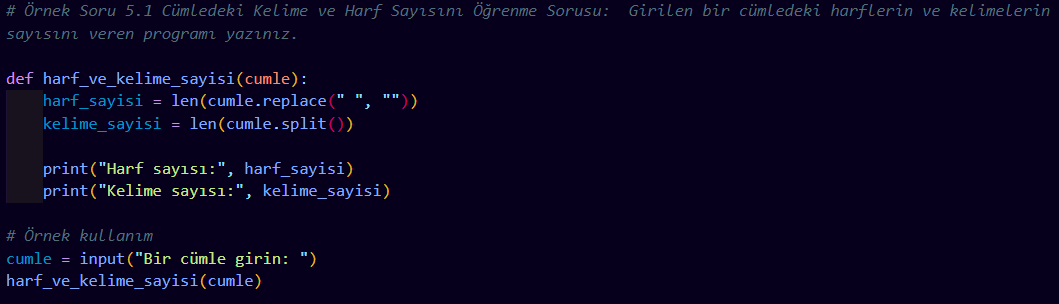 # Örnek Soru 5.1 Cümledeki Kelime ve Harf Sayısını Öğrenme Sorusu:  Girilen bir cümledeki harflerin ve kelimelerin
sayısını veren programı yazınız.

def harf_ve_kelime_sayisi(cumle):
    harf_sayisi = len(cumle.replace(" ", ""))
    kelime_sayisi = len(cumle.split())

    print("Harf sayısı:", harf_sayisi)
    print("Kelime sayısı:", kelime_sayisi)

# Örnek kullanım
cumle = input("Bir cümle girin: ")
harf_ve_kelime_sayisi(cumle)